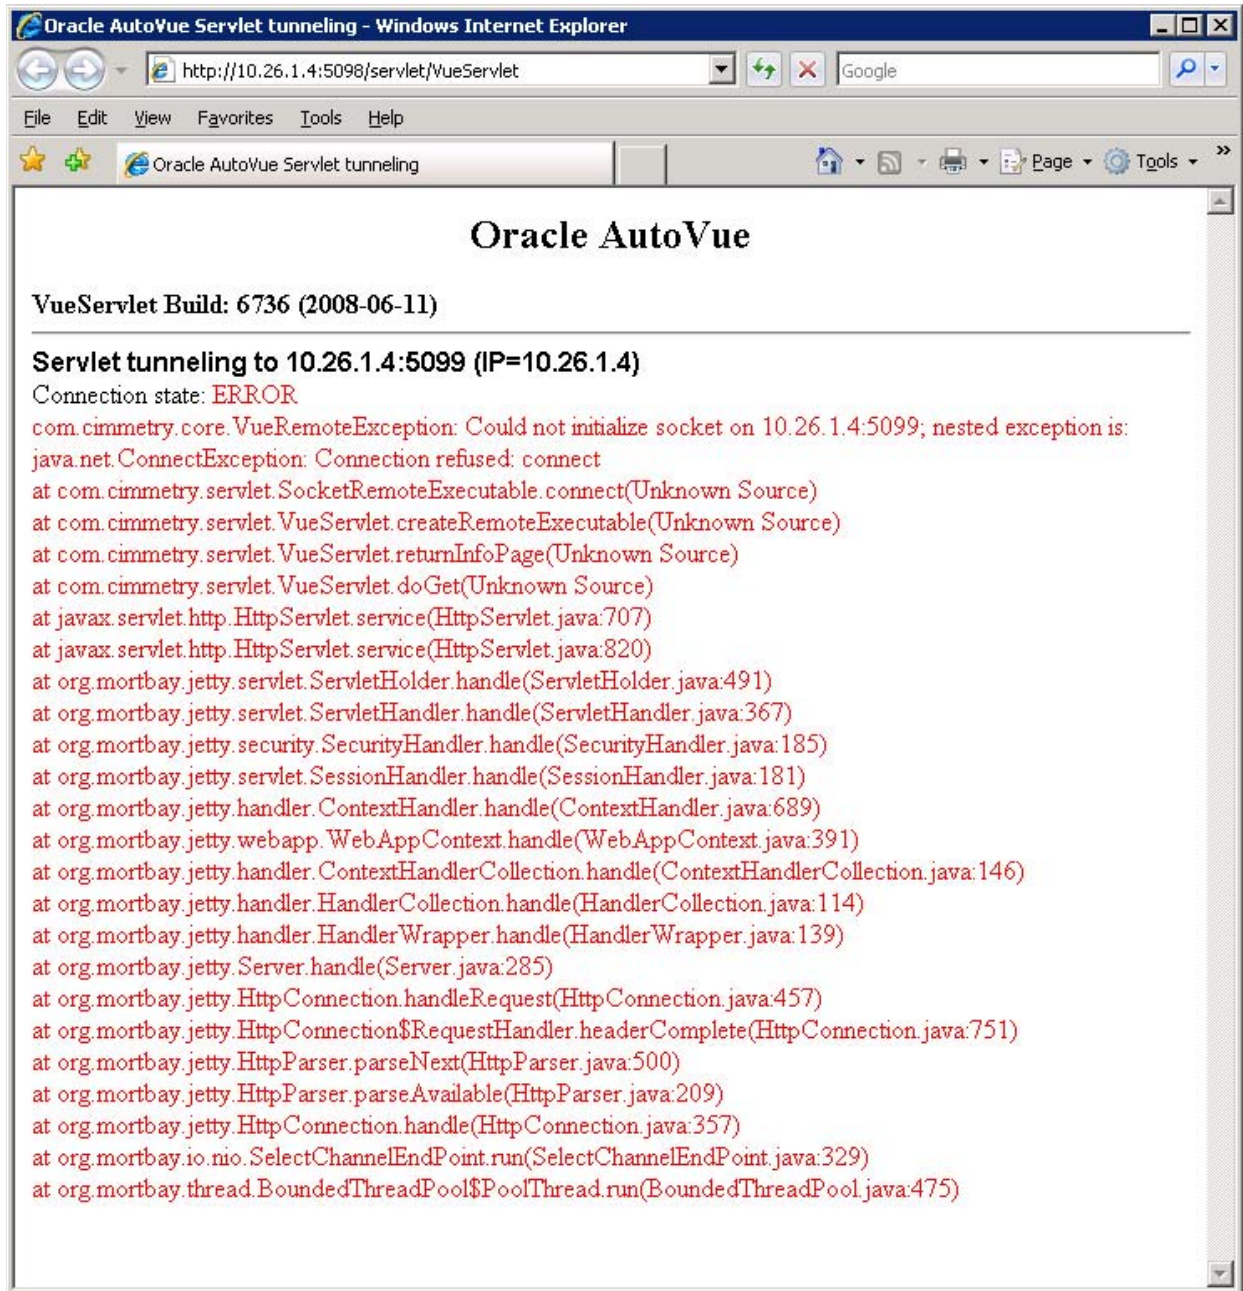 Oracle AutoVue Servlet tunneling - Windows Internet Explorer
http://10.26.1.4:5098/servlet/VueServlet
Google
File Edit View Favorites Tools Help
Oracle AutoVue Servlet tunneling
Page Tools »
Oracle AutoVue
VueServlet Build: 6736 (2008-06-11)
Servlet tunneling to 10.26.1.4:5099 (IP=10.26.1.4)
Connection state: ERROR
com.cimmetry.core.VueRemoteException: Could not initialize socket on 10.26.1.4:5099; nested exception is:
java.net.ConnectException: Connection refused: connect
at com.cimmetry.servlet.SocketRemoteExecutable.connect(Unknown Source)
at com.cimmetry.servlet.VueServlet.createRemoteExecutable(Unknown Source)
at com.cimmetry.servlet.VueServlet.returnInfoPage(Unknown Source)
at com.cimmetry.servlet.VueServlet.doGet(Unknown Source)
at javax.servlet.http.HttpServlet.service(HttpServlet.java:707)
at javax.servlet.http.HttpServlet.service(HttpServlet.java:820)
at org.mortbay.jetty.servlet.ServletHolder.handle(ServletHolder.java:491)
at org.mortbay.jetty.servlet.ServletHandler.handle(ServletHandler.java:367)
at org.mortbay.jetty.security.SecurityHandler.handle(SecurityHandler.java:185)
at org.mortbay.jetty.servlet.SessionHandler.handle(SessionHandler.java:181)
at org.mortbay.jetty.handler.ContextHandler.handle(ContextHandler.java:689)
at org.mortbay.jetty.webapp.WebAppContext.handle(WebAppContext.java:391)
at org.mortbay.jetty.handler.ContextHandlerCollection.handle(ContextHandlerCollection.java:146)
at org.mortbay.jetty.handler.HandlerCollection.handle(HandlerCollection.java:114)
at org.mortbay.jetty.handler.HandlerWrapper.handle(HandlerWrapper.java:139)
at org.mortbay.jetty.Server.handle(Server.java:285)
at org.mortbay.jetty.HttpConnection.handleRequest(HttpConnection.java:457)
at org.mortbay.jetty.HttpConnection$RequestHandler.headerComplete(HttpConnection.java:751)
at org.mortbay.jetty.HttpParser.parseNext(HttpParser.java:500)
at org.mortbay.jetty.HttpParser.parseAvailable(HttpParser.java:209)
at org.mortbay.jetty.HttpConnection.handle(HttpConnection.java:357)
at org.mortbay.io.nio.SelectChannelEndPoint.run(SelectChannelEndPoint.java:329)
at org.mortbay.thread.BoundedThreadPool$PoolThread.run(BoundedThreadPool.java:475)